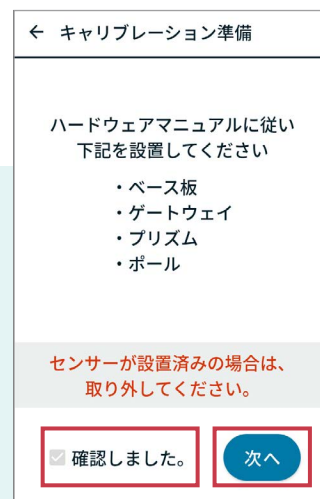 ← キャリブレーション準備
ハードウェアマニュアルに従い
下記を設置してください
・ベース板
・ゲートウェイ
・プリズム
・ポール
センサーが設置済みの場合は、
取り外してください。
確認しました。
次へ